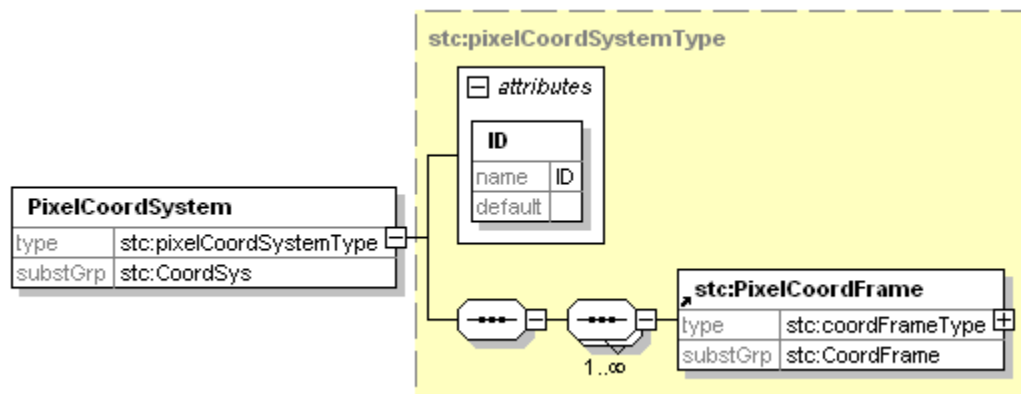 stc:pixelCoordSystemType
attributes
ID
name ID
default
PixelCoordSystem
type stc:pixelCoordSystemType
substGrp stc:CoordSys
stc:PixelCoordFrame
type stc:coordFrameType
substGrp stc:CoordFrame
1..∞